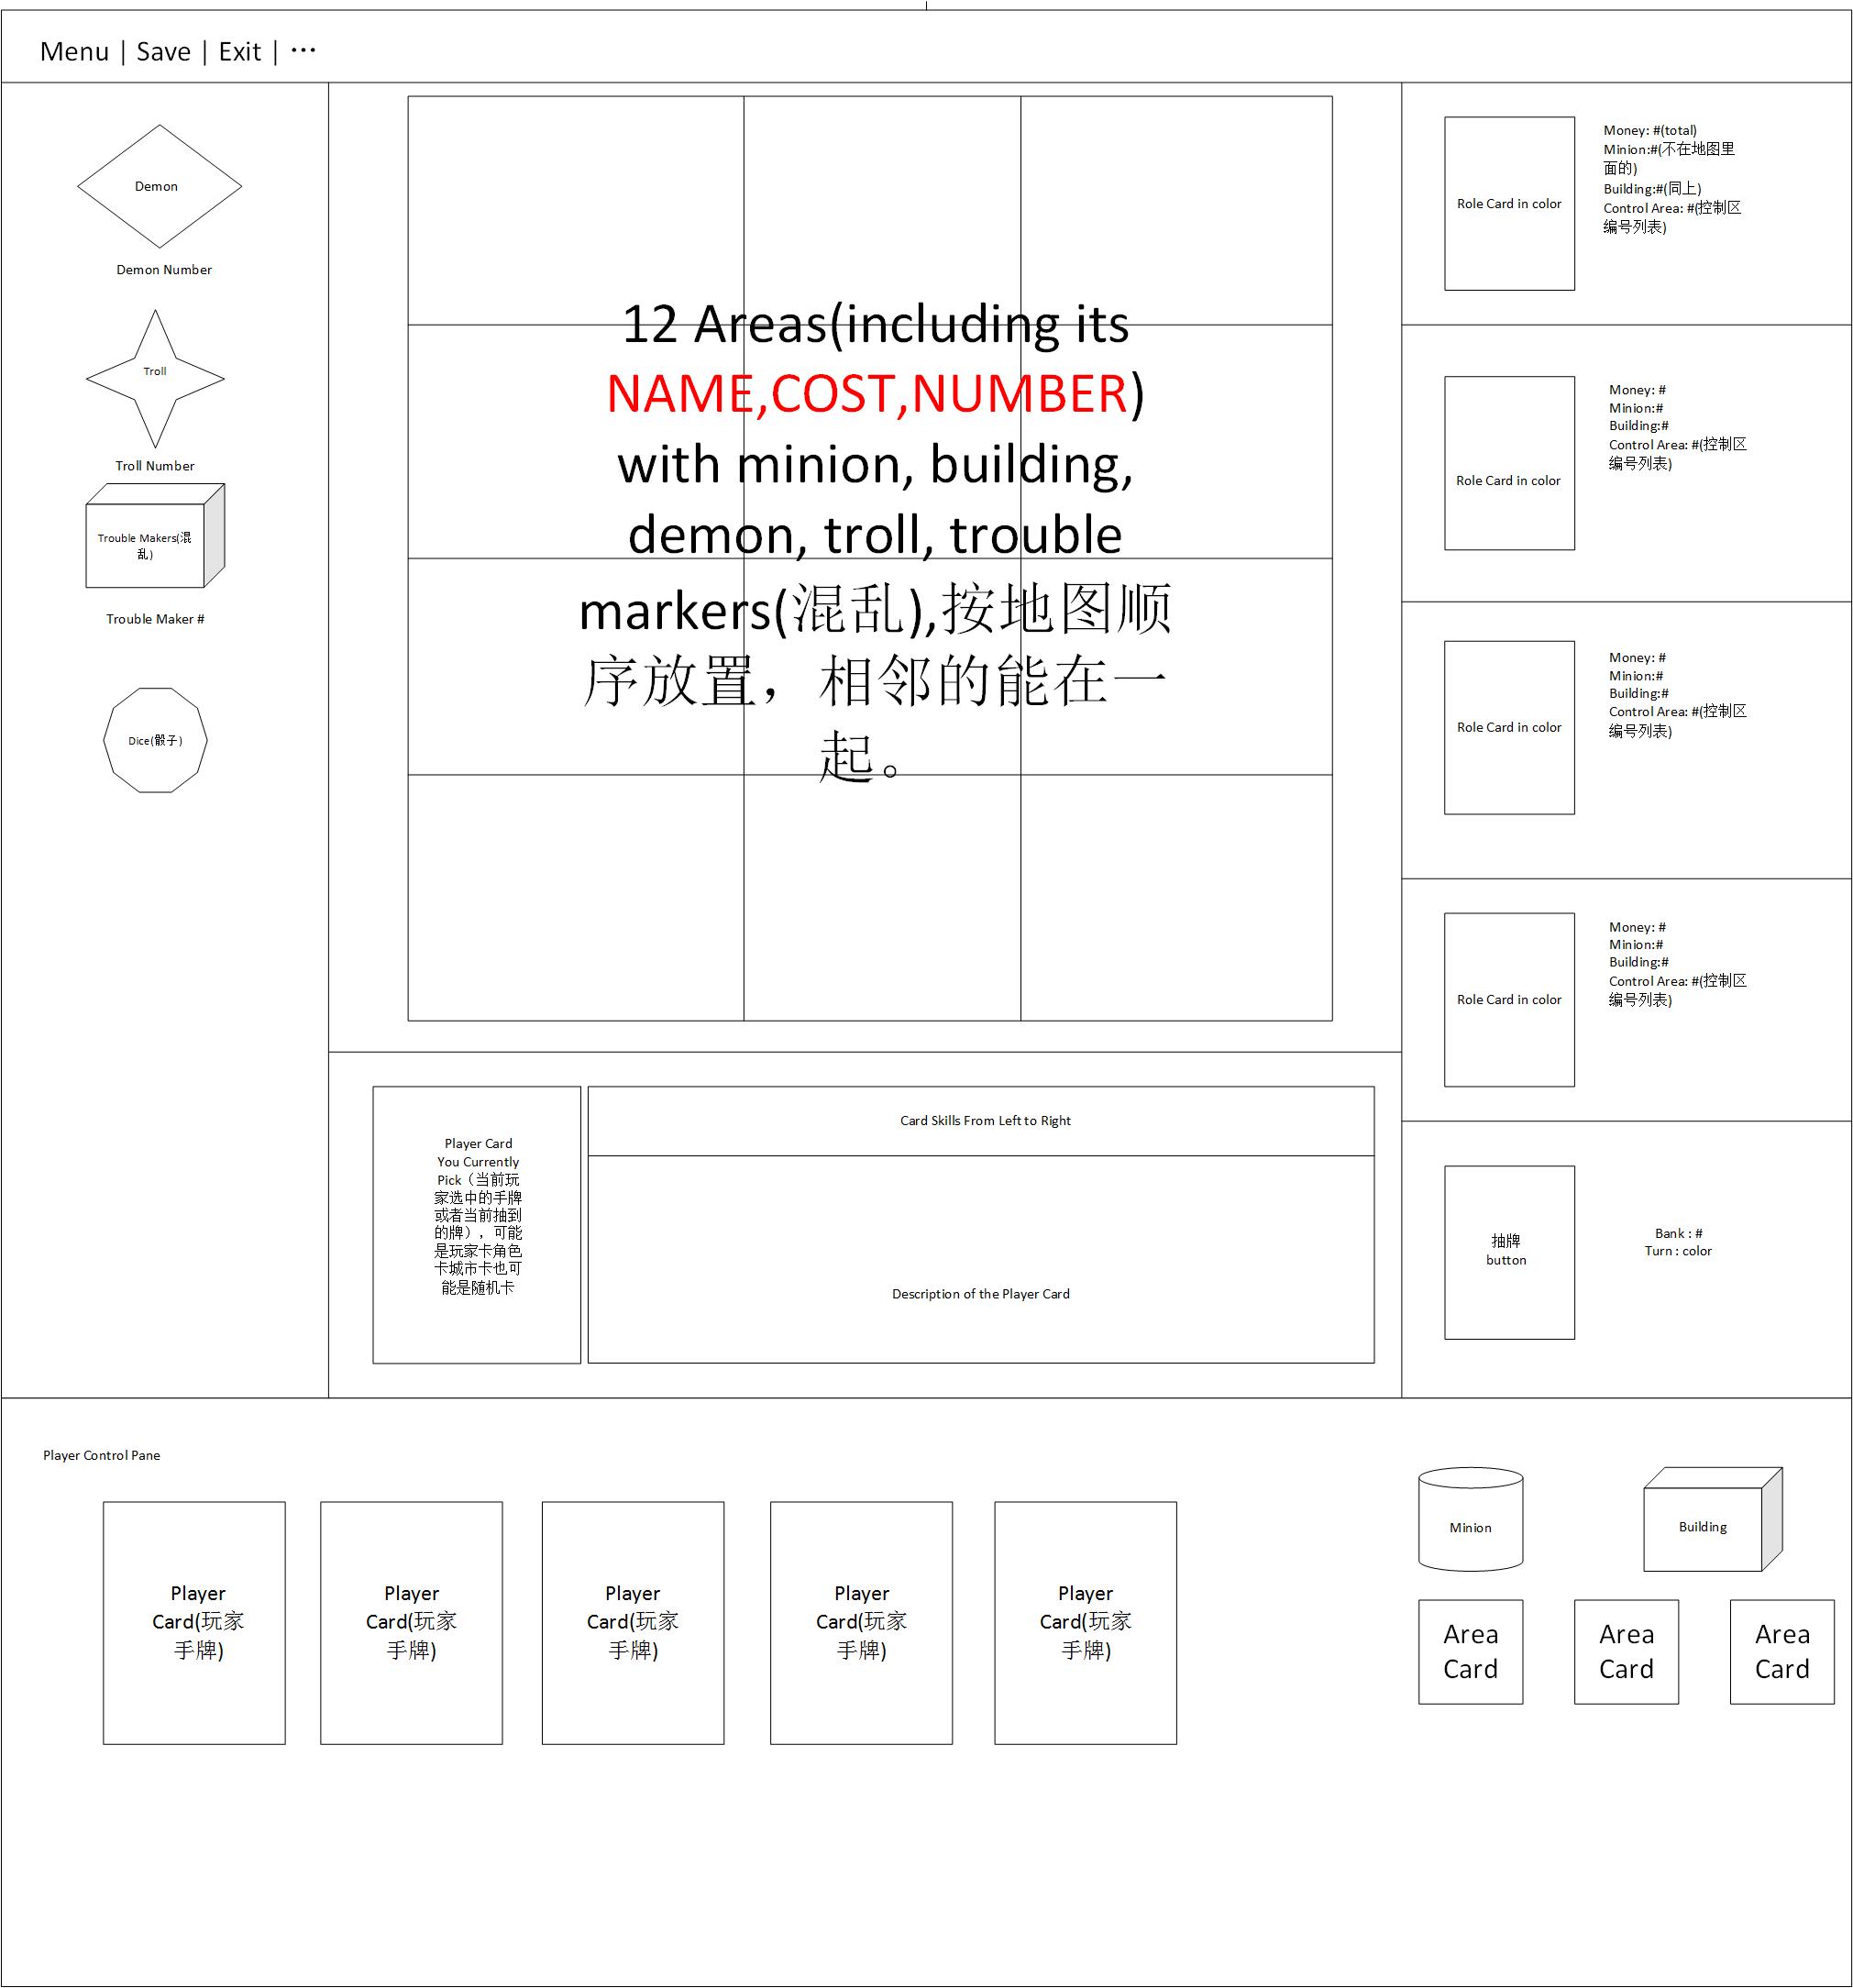 Menu | Save | Exit | ···
Demon
Demon Number
Troll
Troll Number
Trouble Makers(混
乱)
Trouble Maker #
Dice(骰子)
12 Areas(including its
NAME,COST,NUMBER)
with minion, building,
demon, troll, trouble
markers(混乱),按地图顺
序放置，相邻的能在一
起。
Role Card in color
Money: #(total)
Minion:#(不在地图里
面的)
Building:#(同上)
Control Area: #(控制区
编号列表)
Role Card in color
Money: #
Minion:#
Building:#
Control Area: #(控制区
编号列表)
Role Card in color
Money: #
Minion:#
Building:#
Control Area: #(控制区
编号列表)
Role Card in color
Money: #
Minion:#
Building:#
Control Area: #(控制区
编号列表)
Player Card
You Currently
Pick（当前玩
家选中的手牌
或者当前抽到
的牌），可能
是玩家卡角色
卡城市卡也可
能是随机卡
Card Skills From Left to Right
Description of the Player Card
抽牌
button
Bank : #
Turn : color
Player Control Pane
Player
Card(玩家
手牌)
Player
Card(玩家
手牌)
Player
Card(玩家
手牌)
Player
Card(玩家
手牌)
Player
Card(玩家
手牌)
Minion
Building
Area
Card
Area
Card
Area
Card